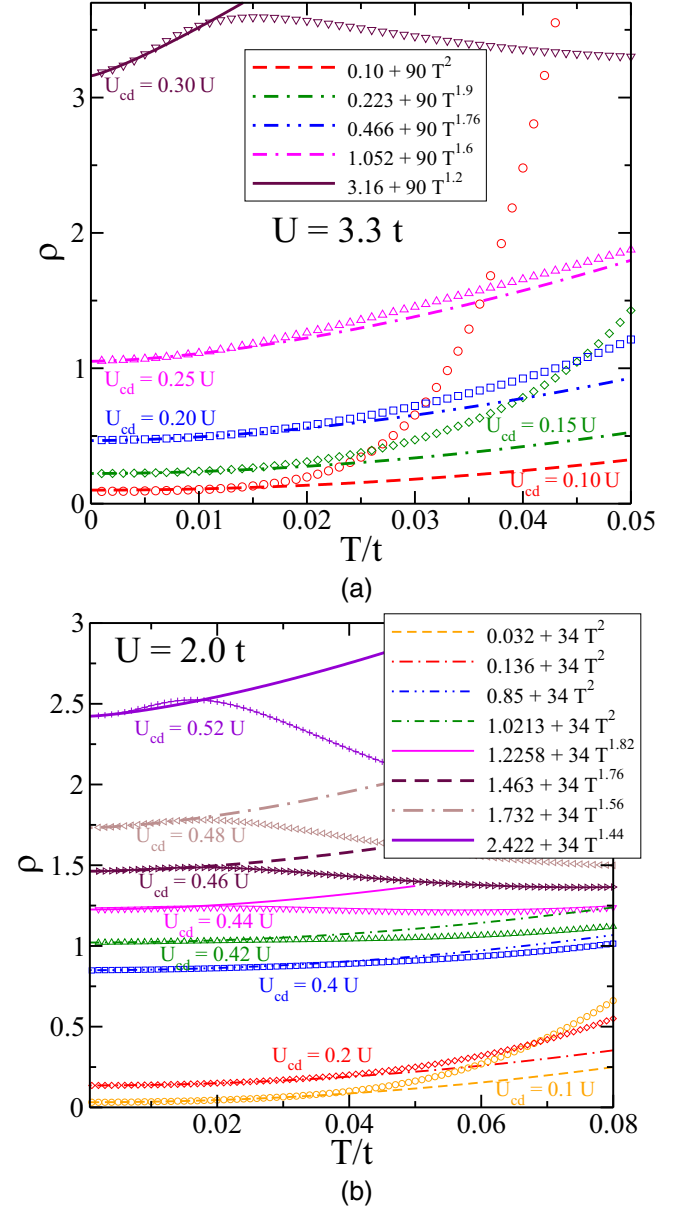 3
2
1
0
ρ
U_cd = 0.30 U
0.10 + 90 T^2
0.223 + 90 T^1.9
0.466 + 90 T^1.76
1.052 + 90 T^1.6
3.16 + 90 T^1.2
U = 3.3 t
U_cd = 0.25 U
U_cd = 0.20 U
U_cd = 0.15 U
U_cd = 0.10 U
0 0.01 0.02 0.03 0.04 0.05
T/t
(a)
3
2.5
2
1.5
1
0.5
0
ρ
U = 2.0 t
0.032 + 34 T^2
0.136 + 34 T^2
0.85 + 34 T^2
1.0213 + 34 T^2
1.2258 + 34 T^1.82
1.463 + 34 T^1.76
1.732 + 34 T^1.56
2.422 + 34 T^1.44
U_cd = 0.52 U
U_cd = 0.48 U
U_cd = 0.46 U
U_cd = 0.44 U
U_cd = 0.42 U
U_cd = 0.4 U
U_cd = 0.2 U
U_cd = 0.1 U
0.02 0.04 0.06 0.08
T/t
(b)